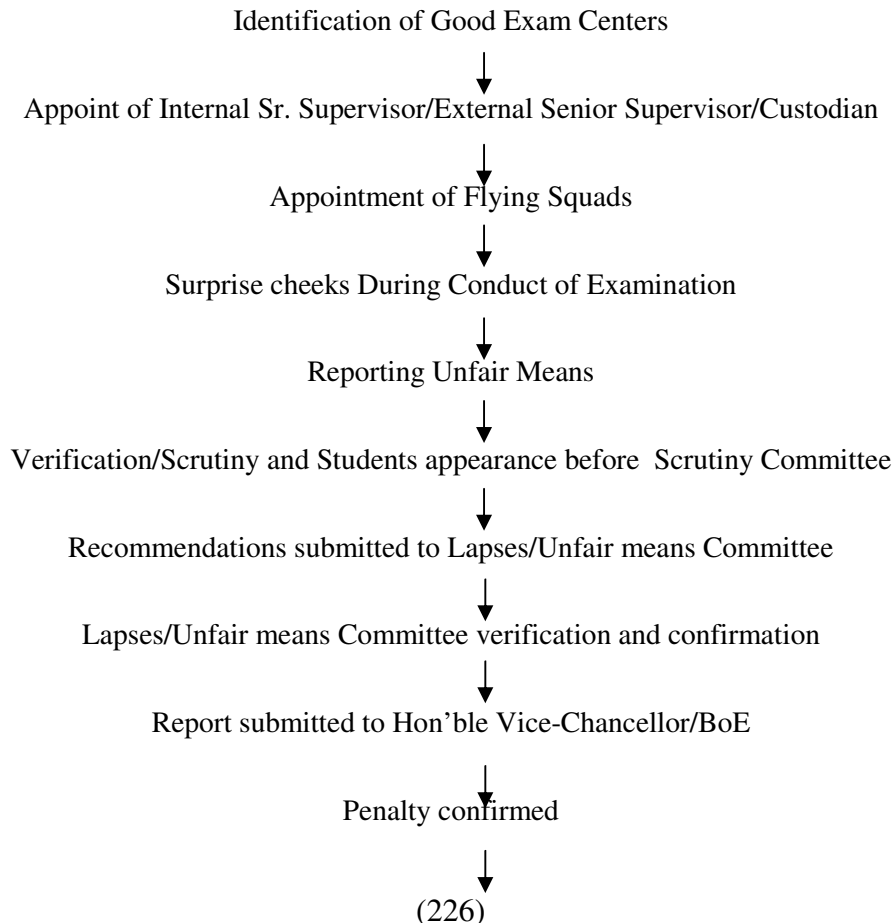 Identification of Good Exam Centers
Appoint of Internal Sr. Supervisor/External Senior Supervisor/Custodian
Appointment of Flying Squads
Surprise cheeks During Conduct of Examination
Reporting Unfair Means
Verification/Scrutiny and Students appearance before Scrutiny Committee
Recommendations submitted to Lapses/Unfair means Committee
Lapses/Unfair means Committee verification and confirmation
Report submitted to Hon’ble Vice-Chancellor/BoE
Penalty confirmed
(226)